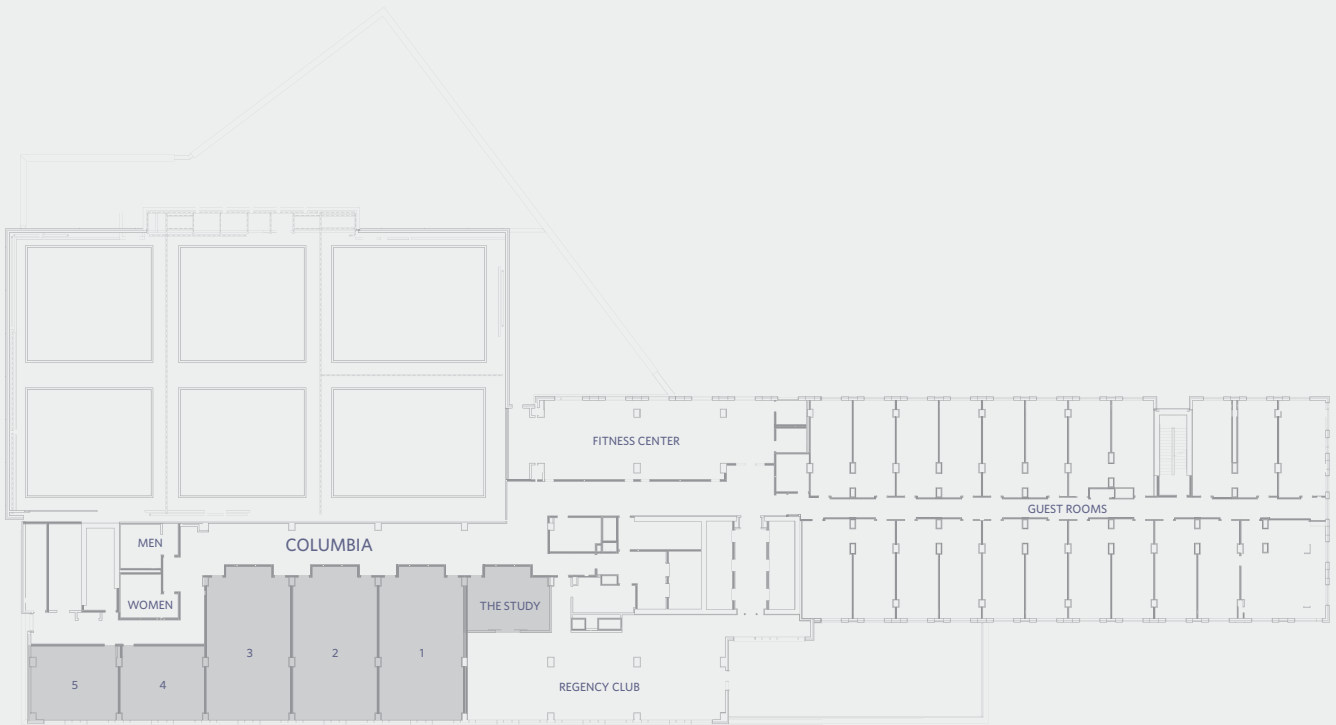 FITNESS CENTER
GUEST ROOMS
MEN
COLUMBIA
WOMEN
THE STUDY
3
2
1
5
4
REGENCY CLUB